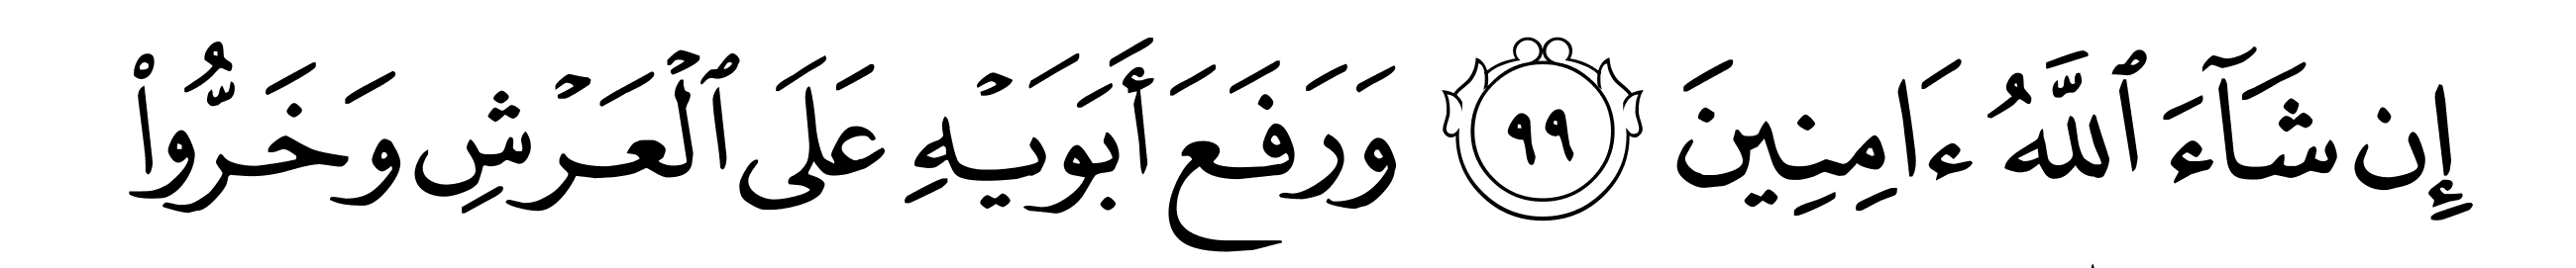 إِن شَآءَ ٱللَّهُ ءَامِنِينَ ٩٩ وَرَفَعَ أَبَوَيۡهِ عَلَى ٱلۡعَرۡشِ وَخَرُّواْ